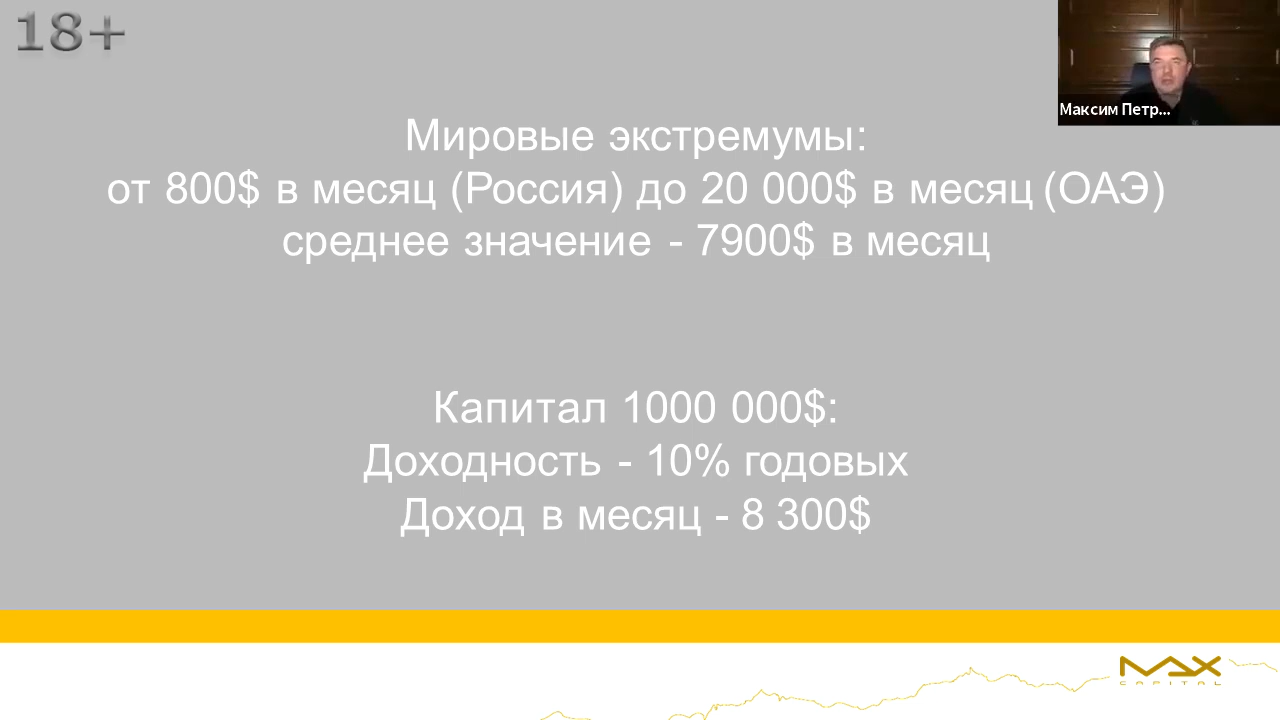 18+
Максим Петр...
Мировые экстремумы:
от 800$ в месяц (Россия) до 20 000$ в месяц (ОАЭ)
среднее значение - 7900$ в месяц
Капитал 1000 000$:
Доходность - 10% годовых
Доход в месяц - 8 300$
MAX
CAPITAL